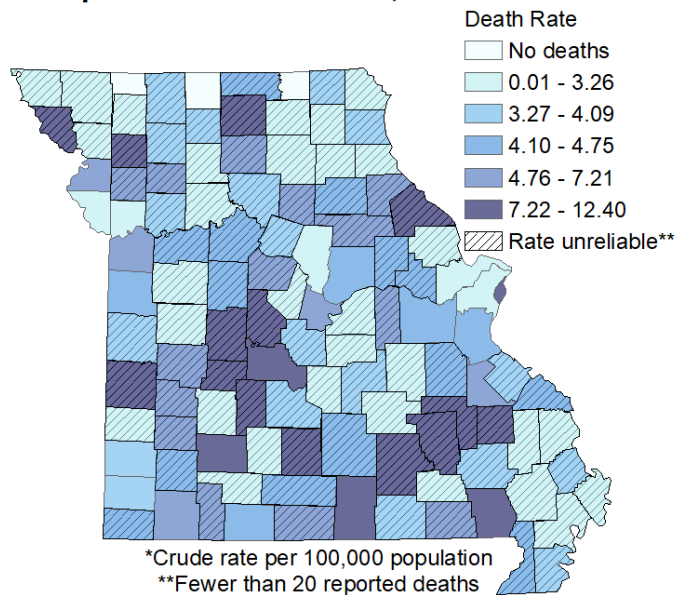 Death Rate
No deaths
0.01 - 3.26
3.27 - 4.09
4.10 - 4.75
4.76 - 7.21
7.22 - 12.40
Rate unreliable**
*Crude rate per 100,000 population
**Fewer than 20 reported deaths